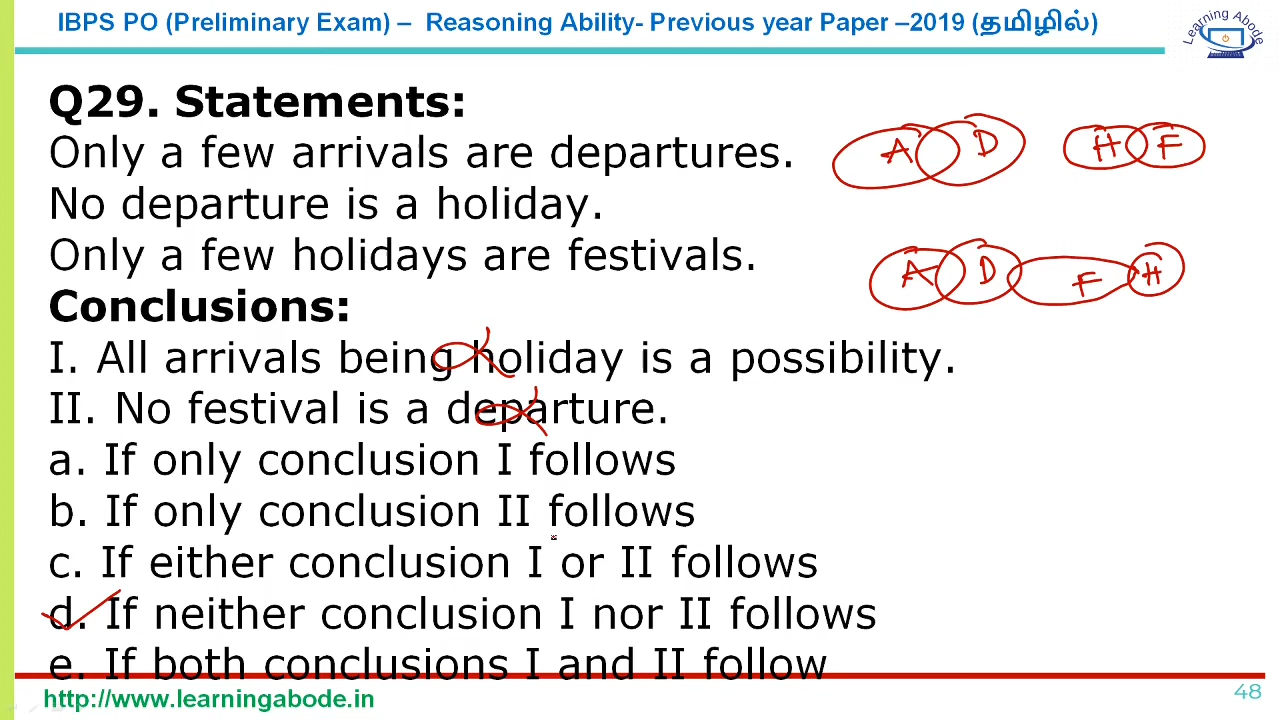 IBPS PO (Preliminary Exam) – Reasoning Ability- Previous year Paper –2019 (தமிழில்)
Learning Abode
Q29. Statements:
Only a few arrivals are departures.
A D H F
No departure is a holiday.
Only a few holidays are festivals.
A D F H
Conclusions:
I. All arrivals being holiday is a possibility.
II. No festival is a departure.
a. If only conclusion I follows
b. If only conclusion II follows
c. If either conclusion I or II follows
d. If neither conclusion I nor II follows
e. If both conclusions I and II follow
http://www.learningabode.in
48